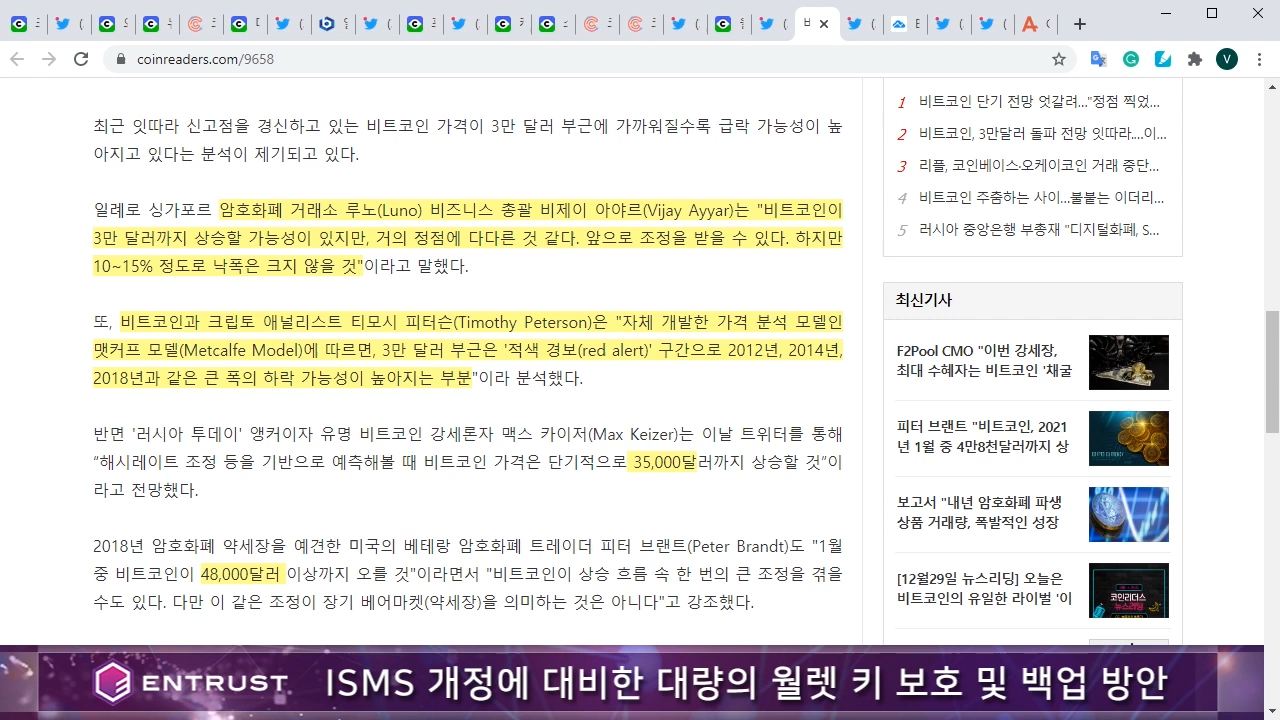 coinreaders.com/9658
V
최근 잇따라 신고점을 경신하고 있는 비트코인 가격이 3만 달러 부근에 가까워질수록 급락 가능성이 높
아지고 있다는 분석이 제기되고 있다.
일례로 싱가포르 암호화폐 거래소 루노(Luno) 비즈니스 총괄 비제이 아야르(Vijay Ayyar)는 "비트코인이
3만 달러까지 상승할 가능성이 있지만, 거의 정점에 다다른 것 같다. 앞으로 조정을 받을 수 있다. 하지만
10~15% 정도로 낙폭은 크지 않을 것"이라고 말했다.
또, 비트코인과 크립토 애널리스트 티모시 피터슨(Timothy Peterson)은 "자체 개발한 가격 분석 모델인
맷커프 모델(Metcalfe Model)에 따르면, 3만 달러 부근은 '적색 경보(red alert)' 구간으로 2012년, 2014년,
2018년과 같은 큰 폭의 하락 가능성이 높아지는 부분"이라 분석했다.
반면 '러시아 투데이' 앵커이자 유명 비트코인 강세론자 맥스 카이저(Max Keizer)는 이날 트위터를 통해
“해시레이트 조정 등을 기반으로 예측해볼 때 비트코인 가격은 단기적으로 35,000달러까지 상승할 것”이
라고 전망했다.
2018년 암호화폐 약세장을 예견한 미국의 베테랑 암호화폐 트레이더 피터 브랜트(Peter Brandt)도 "1월
중 비트코인이 48,000달러 이상까지 오를 것"이라면서 "비트코인이 상승 흐름 속 한 번의 큰 조정을 겪을
수도 있다. 다만 이 같은 조정이 장기 베어마켓(약세장)을 의미하는 것은 아니다"고 강조했다.
1 비트코인 단기 전망 엇갈려..."정점 찍었...
2 비트코인, 3만달러 돌파 전망 잇따라....이...
3 리플, 코인베이스·오케이코인 거래 중단...
4 비트코인 주춤하는 사이...불붙는 이더리...
5 러시아 중앙은행 부총재 "디지털화폐, S...
최신기사
F2Pool CMO "이번 강세장,
최대 수혜자는 비트코인 '채굴
피터 브랜트 "비트코인, 2021
년 1월 중 4만8천달러까지 상
보고서 "내년 암호화폐 파생
상품 거래량, 폭발적인 성장
[12월29일 뉴스리딩] 오늘은
비트코인의 유일한 라이벌 '이
코인리더스
뉴스리딩
ENTRUST ISMS 개정에 대비한 대량의 월렛 키 보호 및 백업 방안